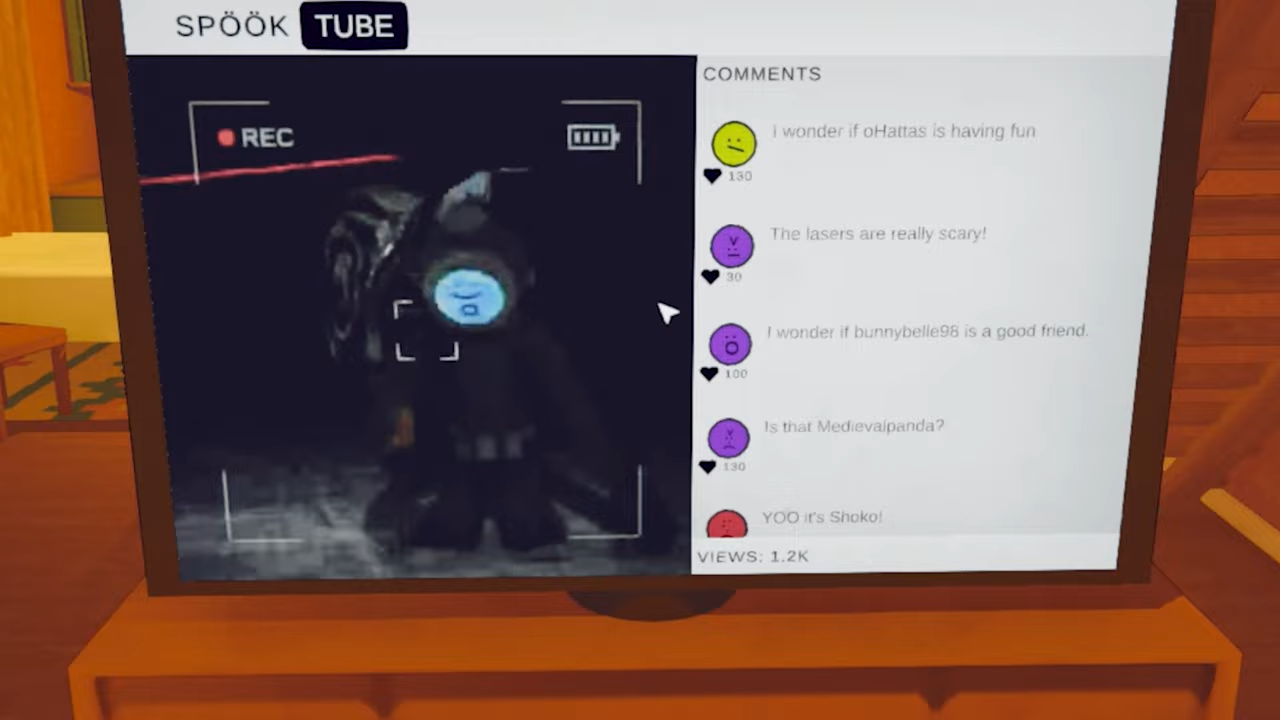 SPÖÖK TUBE
REC
COMMENTS
I wonder if oHattas is having fun
130
The lasers are really scary!
30
I wonder if bunnybelle98 is a good friend.
100
Is that Medievalpanda?
130
YOO it's Shoko!
VIEWS: 1.2K